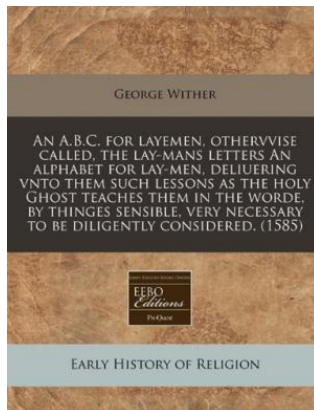 George Wither
An A.B.C. for layemen, othervvise
called, the lay-mans letters An
alphabet for lay-men, deliuering
vnto them such lessons as the holy
Ghost teaches them in the worde,
by thinges sensible, very necessary
to be diligently considered. (1585)
EEBO
Editions
ProQuest
Early History of Religion